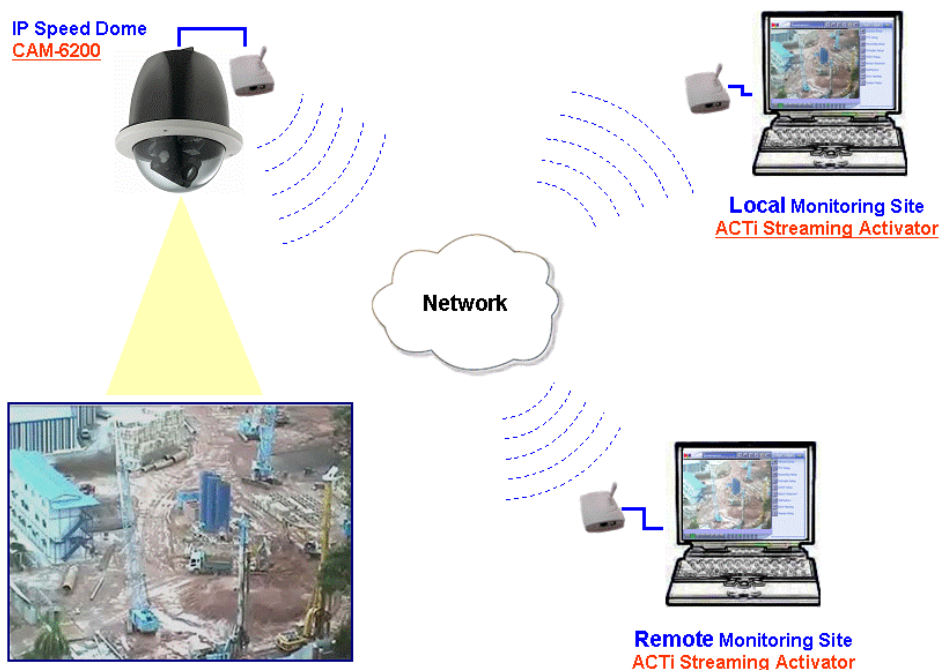 IP Speed Dome
CAM-6200
Local Monitoring Site
ACTi Streaming Activator
Network
Remote Monitoring Site
ACTi Streaming Activator